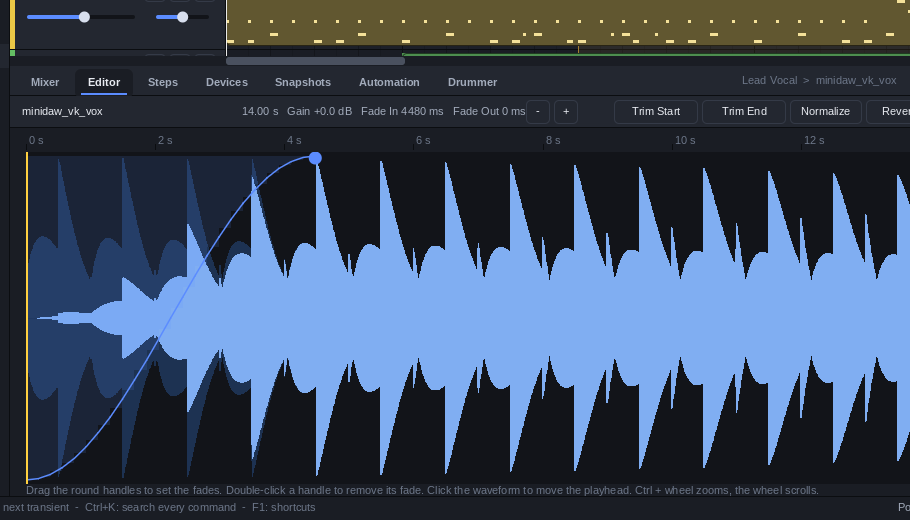 Mixer Editor Steps Devices Snapshots Automation Drummer Lead Vocal > minidaw_vk_vox
minidaw_vk_vox 14.00 s Gain +0.0 dB Fade In 4480 ms Fade Out 0 ms - + Trim Start Trim End Normalize
0 s 2 s 4 s 6 s 8 s 10 s 12 s
Drag the round handles to set the fades. Double-click a handle to remove its fade. Click the waveform to move the playhead. Ctrl + wheel zooms, the wheel scrolls.
next transient - Ctrl+K: search every command - F1: shortcuts